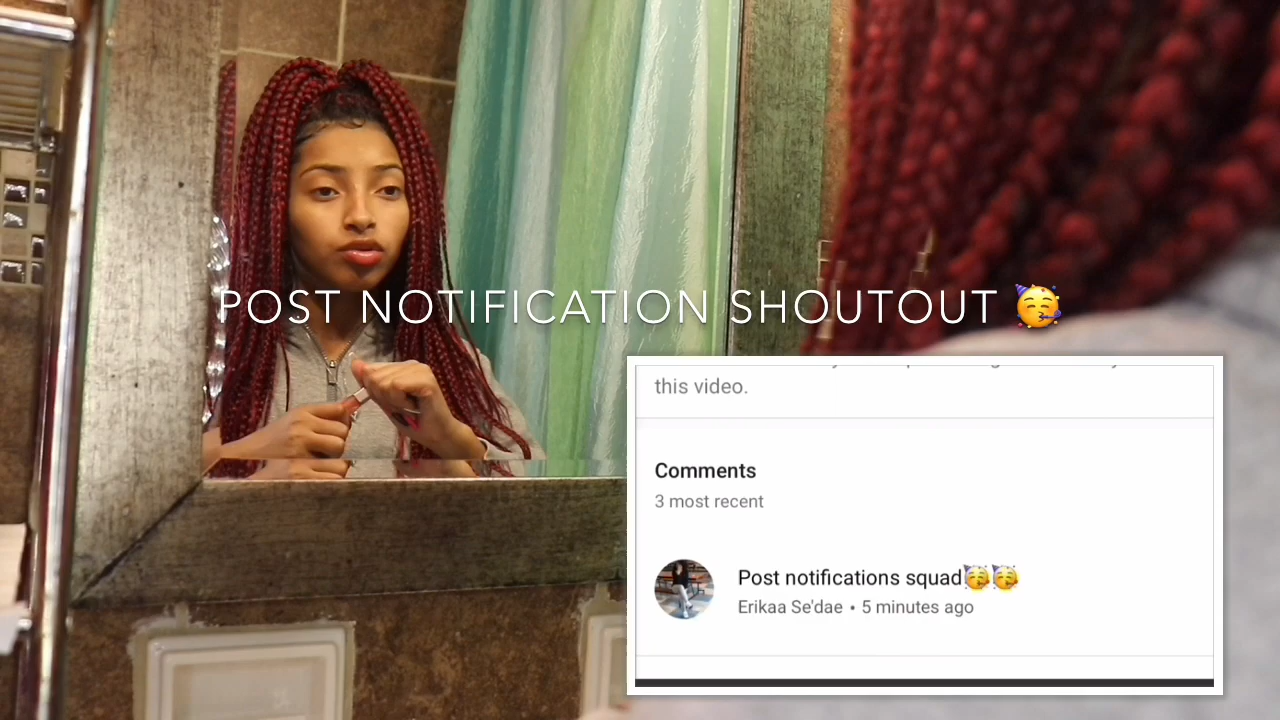 POST NOTIFICATION SHOUTOUT 🥳
this video.
Comments
3 most recent
Post notifications squad🥳🥳
Erikaa Se'dae • 5 minutes ago